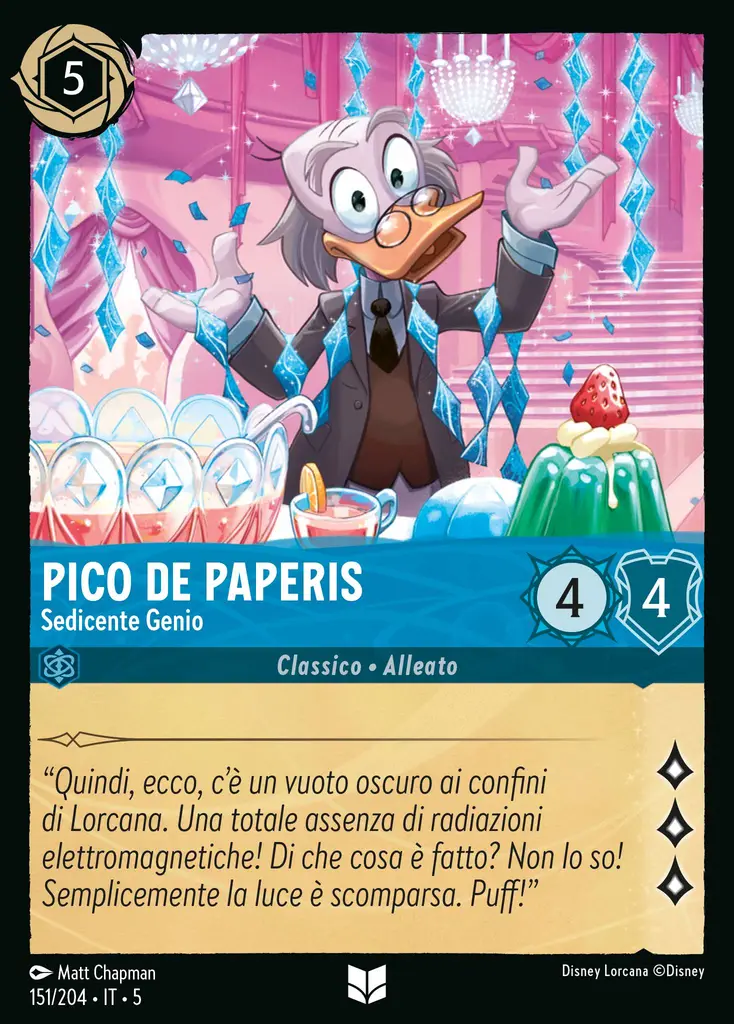 5
PICO DE PAPERIS
Sedicente Genio
4
4
Classico • Alleato
“Quindi, ecco, c’è un vuoto oscuro ai confini
di Lorcana. Una totale assenza di radiazioni
elettromagnetiche! Di che cosa è fatto? Non lo so!
Semplicemente la luce è scomparsa. Puff!”
Matt Chapman
Disney Lorcana ©Disney
151/204 • IT • 5